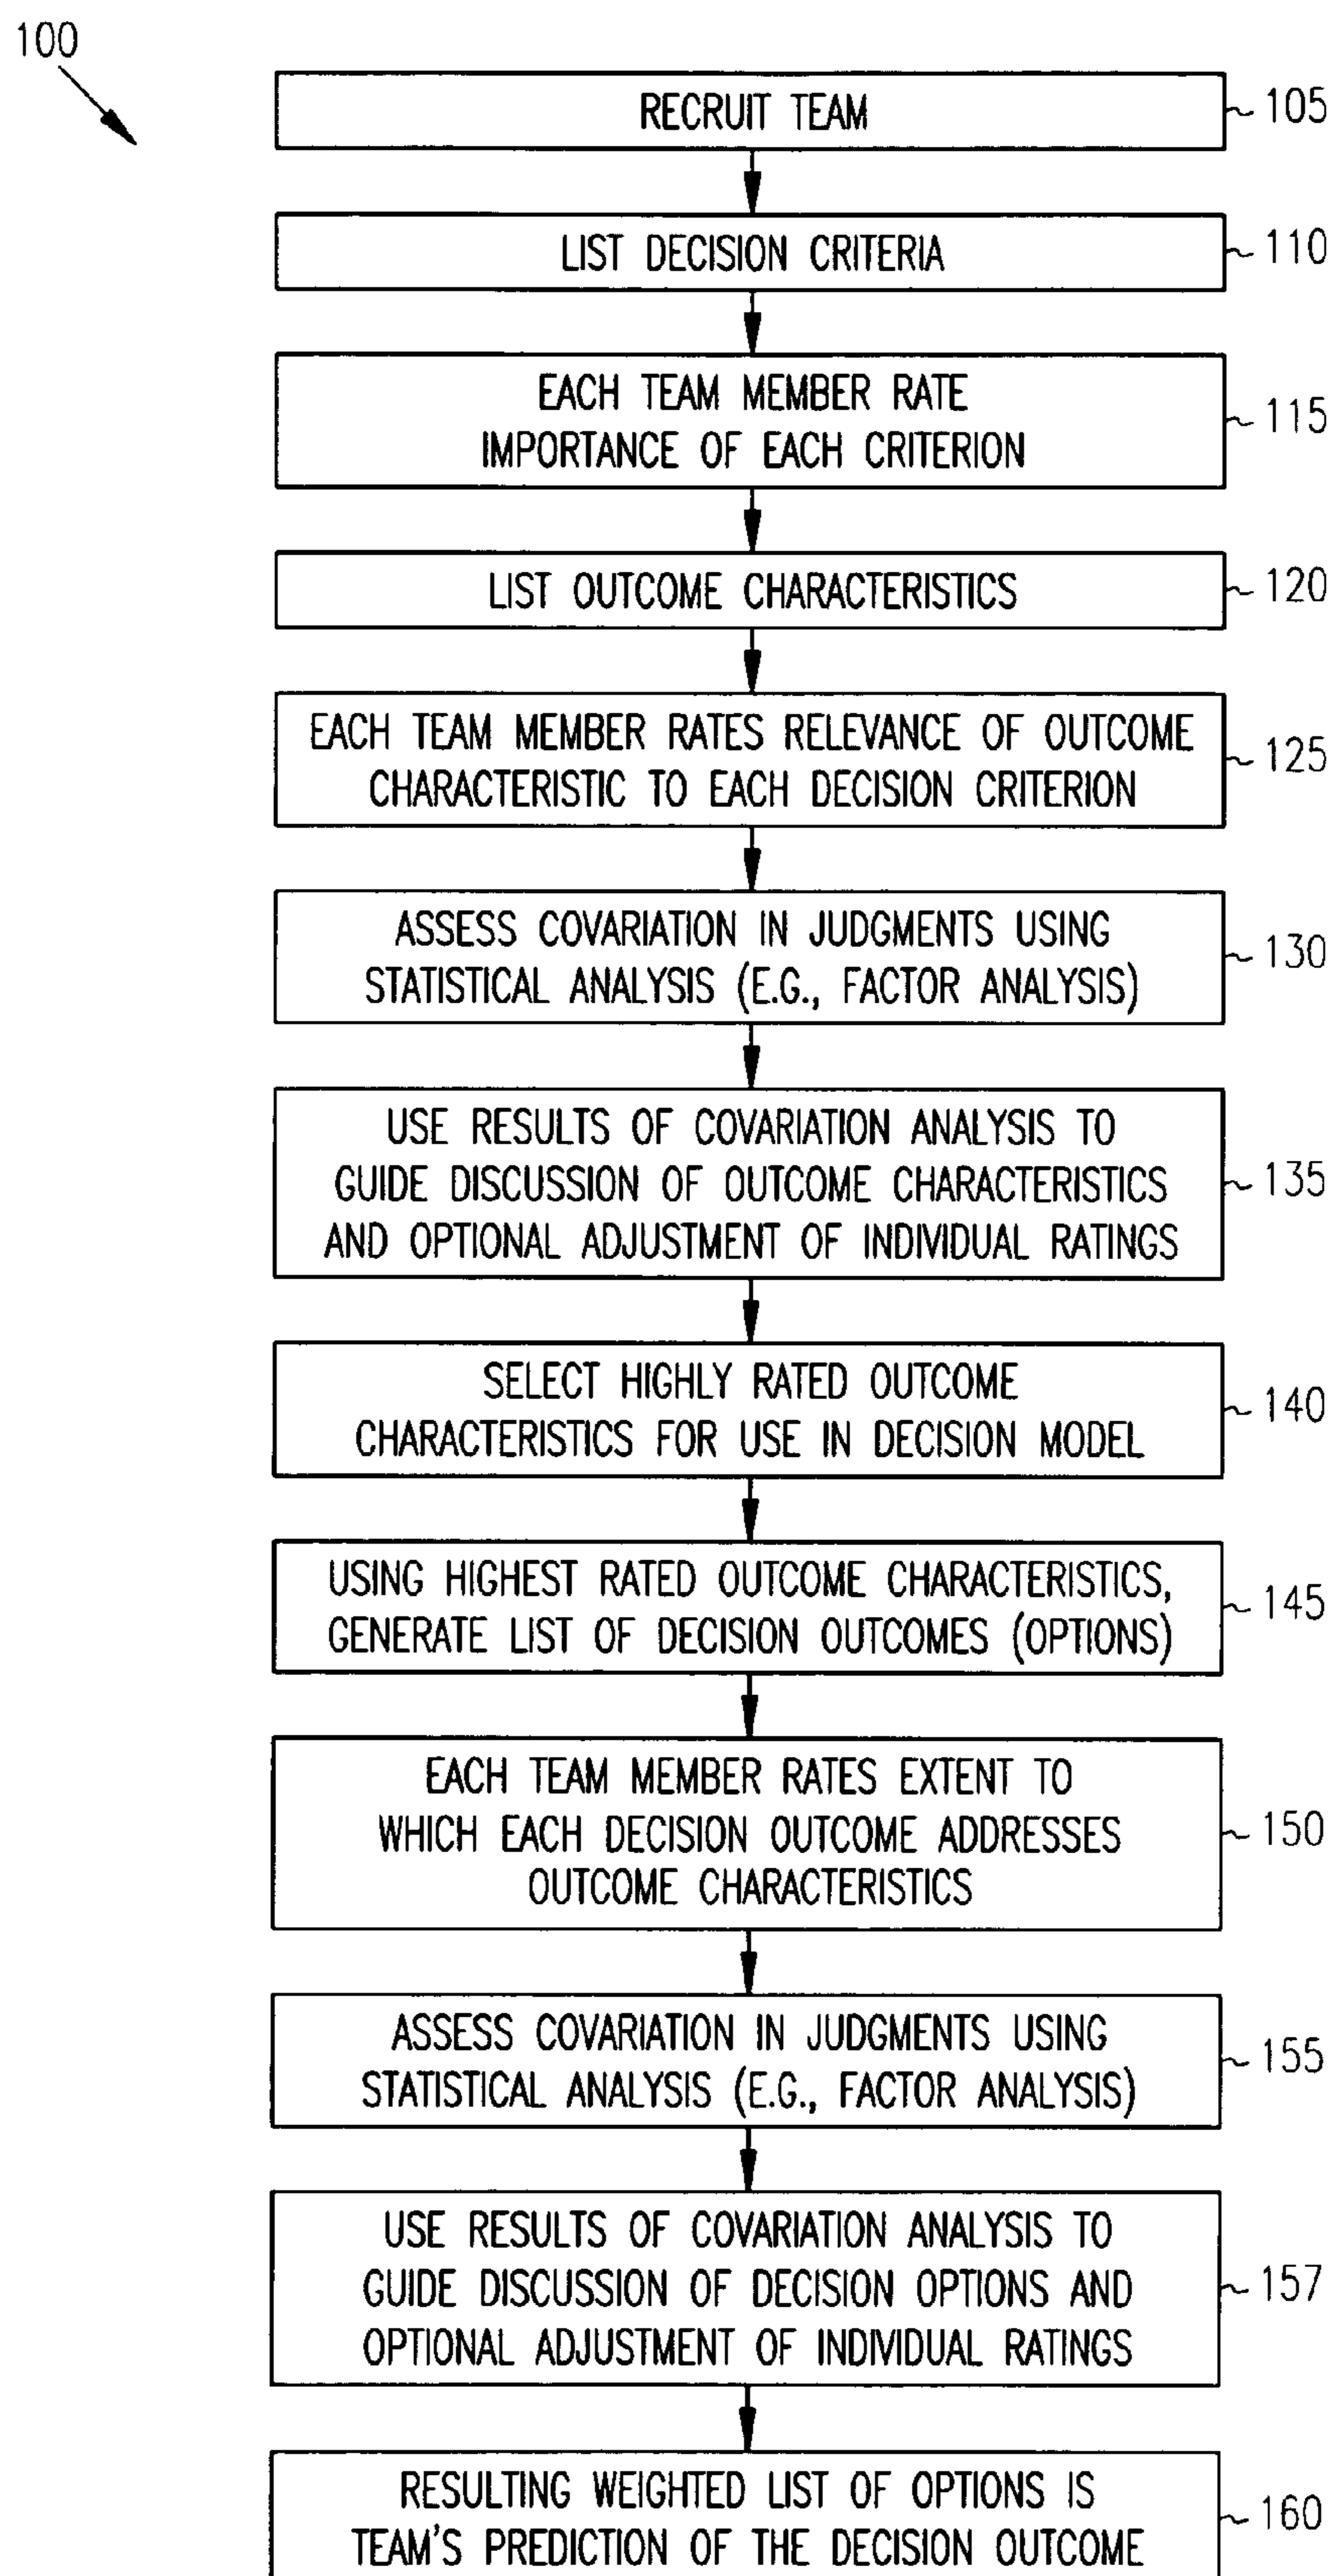 100
RECRUIT TEAM
105
LIST DECISION CRITERIA
110
EACH TEAM MEMBER RATE
IMPORTANCE OF EACH CRITERION
115
LIST OUTCOME CHARACTERISTICS
120
EACH TEAM MEMBER RATES RELEVANCE OF OUTCOME
CHARACTERISTIC TO EACH DECISION CRITERION
125
ASSESS COVARIATION IN JUDGMENTS USING
STATISTICAL ANALYSIS (E.G., FACTOR ANALYSIS)
130
USE RESULTS OF COVARIATION ANALYSIS TO
GUIDE DISCUSSION OF OUTCOME CHARACTERISTICS
AND OPTIONAL ADJUSTMENT OF INDIVIDUAL RATINGS
135
SELECT HIGHLY RATED OUTCOME
CHARACTERISTICS FOR USE IN DECISION MODEL
140
USING HIGHEST RATED OUTCOME CHARACTERISTICS,
GENERATE LIST OF DECISION OUTCOMES (OPTIONS)
145
EACH TEAM MEMBER RATES EXTENT TO
WHICH EACH DECISION OUTCOME ADDRESSES
OUTCOME CHARACTERISTICS
150
ASSESS COVARIATION IN JUDGMENTS USING
STATISTICAL ANALYSIS (E.G., FACTOR ANALYSIS)
155
USE RESULTS OF COVARIATION ANALYSIS TO
GUIDE DISCUSSION OF DECISION OPTIONS AND
OPTIONAL ADJUSTMENT OF INDIVIDUAL RATINGS
157
RESULTING WEIGHTED LIST OF OPTIONS IS
TEAM'S PREDICTION OF THE DECISION OUTCOME
160